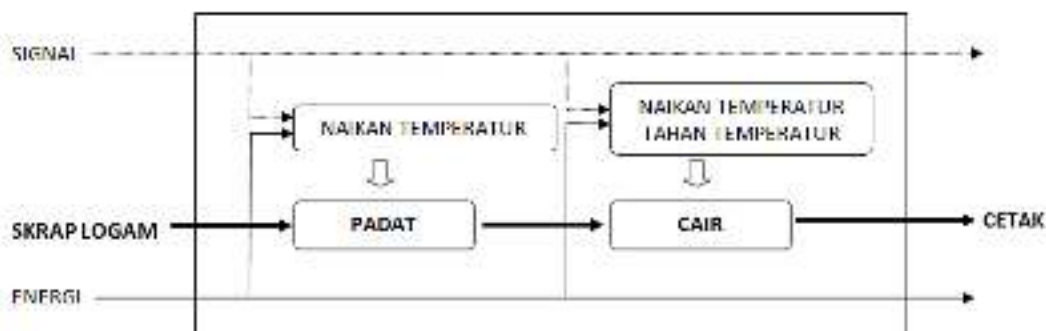 SIGNAL
NAIKAN TEMPERATUR
NAIKAN TEMPERATUR
TAHAN TEMPERATUR
SKRAP LOGAM
PADAT
CAIR
CETAK
ENERGI